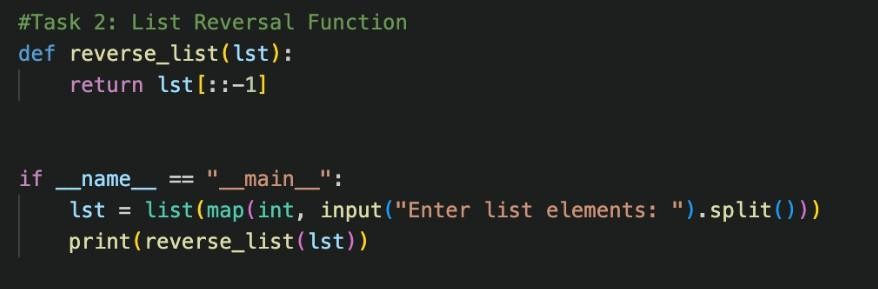 #Task 2: List Reversal Function
def reverse_list(lst):
    return lst[::-1]
if __name__ == "__main__":
    lst = list(map(int, input("Enter list elements: ").split()))
    print(reverse_list(lst))